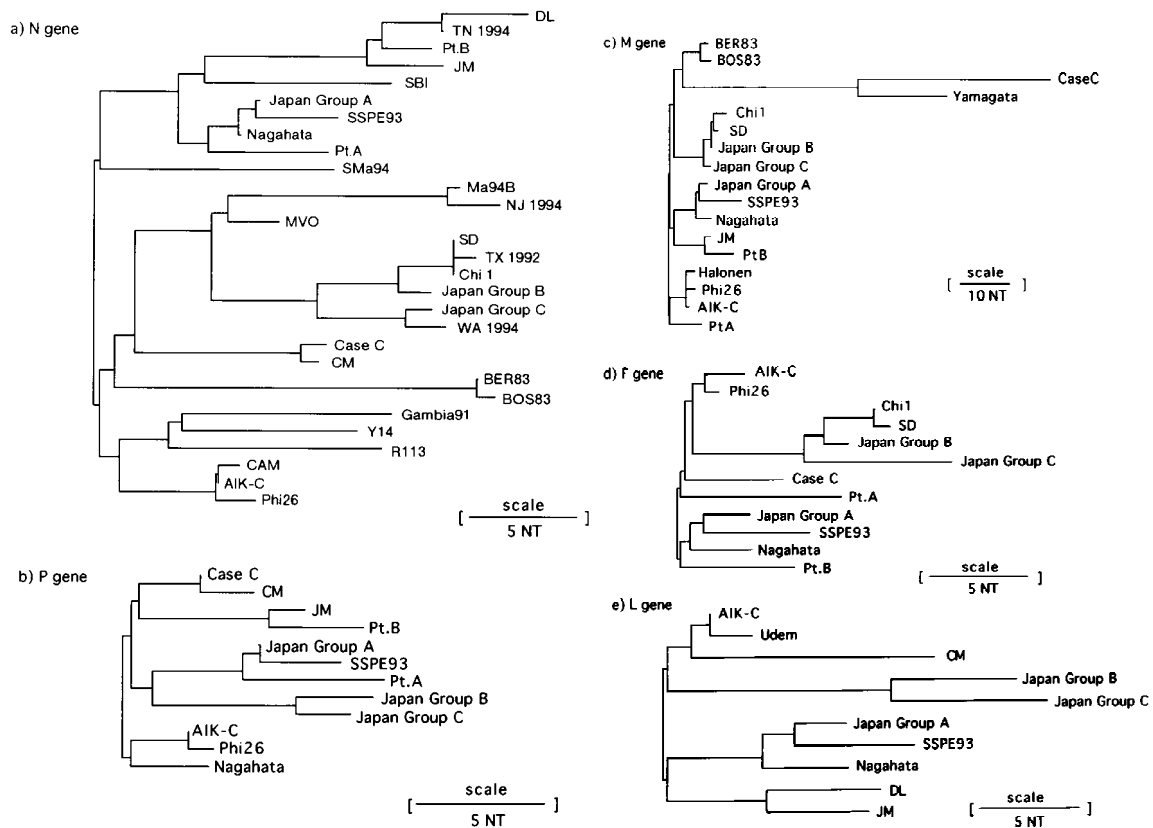 a) N gene
DL
TN 1994
Pt.B
JM
SBI
Japan Group A
SSPE93
Nagahata
Pt.A
SMa94
Ma94B
NJ 1994
MVO
SD
TX 1992
Chi 1
Japan Group B
Japan Group C
WA 1994
Case C
CM
BER83
BOS83
Gambia91
Y14
R113
CAM
AIK-C
Phi26
[ scale ]
5 NT
b) P gene
Case C
CM
JM
Pt.B
Japan Group A
SSPE93
Pt.A
Japan Group B
Japan Group C
AIK-C
Phi26
Nagahata
[ scale ]
5 NT
c) M gene
BER83
BOS83
CaseC
Yamagata
Chi1
SD
Japan Group B
Japan Group C
Japan Group A
SSPE93
Nagahata
JM
PtB
Halonen
Phi26
AIK-C
PtA
[ scale ]
10 NT
d) F gene
AIK-C
Phi26
Chi1
SD
Japan Group B
Japan Group C
Case C
Pt.A
Japan Group A
SSPE93
Nagahata
Pt.B
[ scale ]
5 NT
e) L gene
AIK-C
Udem
CM
Japan Group B
Japan Group C
Japan Group A
SSPE93
Nagahata
DL
JM
[ scale ]
5 NT